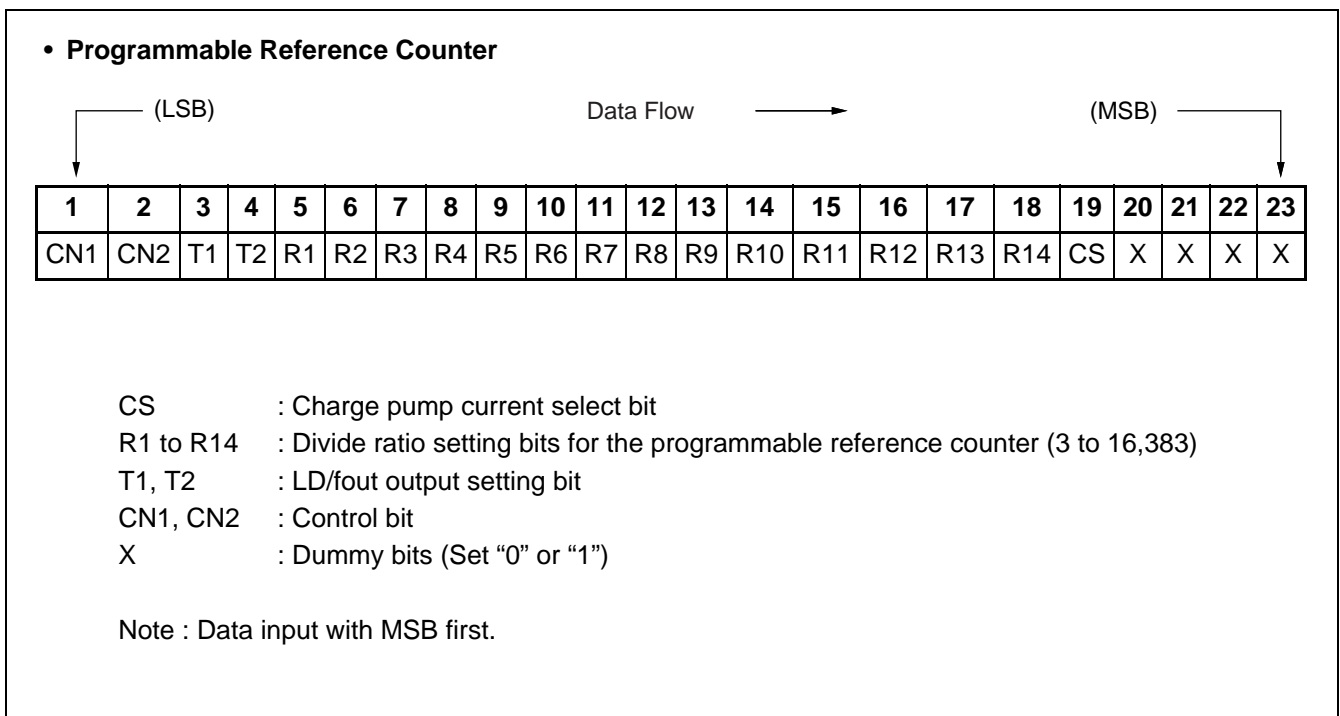 • Programmable Reference Counter
(LSB) Data Flow (MSB)
1 2 3 4 5 6 7 8 9 10 11 12 13 14 15 16 17 18 19 20 21 22 23
CN1 CN2 T1 T2 R1 R2 R3 R4 R5 R6 R7 R8 R9 R10 R11 R12 R13 R14 CS X X X X
CS : Charge pump current select bit
R1 to R14 : Divide ratio setting bits for the programmable reference counter (3 to 16,383)
T1, T2 : LD/fout output setting bit
CN1, CN2 : Control bit
X : Dummy bits (Set “0” or “1”)
Note : Data input with MSB first.